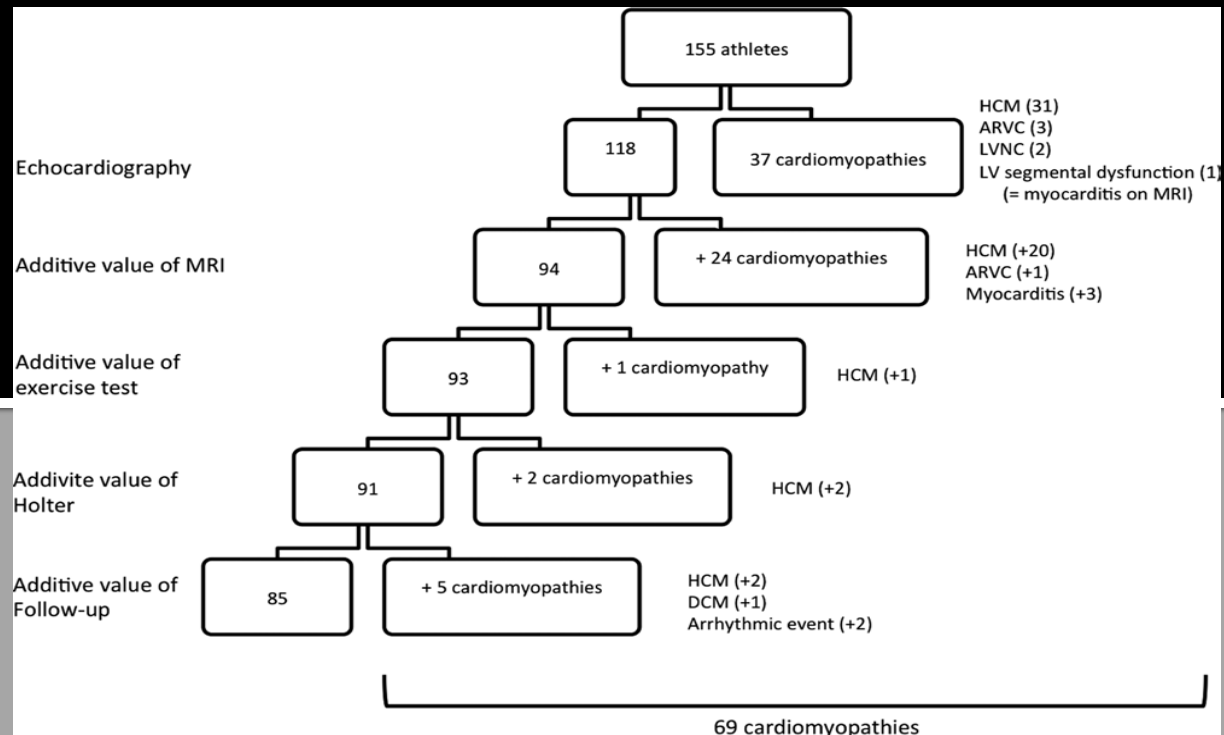 155 athletes
Echocardiography
118
37 cardiomyopathies
HCM (31)
ARVC (3)
LVNC (2)
LV segmental dysfunction (1)
(= myocarditis on MRI)
Additive value of MRI
94
+ 24 cardiomyopathies
HCM (+20)
ARVC (+1)
Myocarditis (+3)
Additive value of
exercise test
93
+ 1 cardiomyopathy
HCM (+1)
Addivite value of
Holter
91
+ 2 cardiomyopathies
HCM (+2)
Additive value of
Follow-up
85
+ 5 cardiomyopathies
HCM (+2)
DCM (+1)
Arrhythmic event (+2)
69 cardiomyopathies